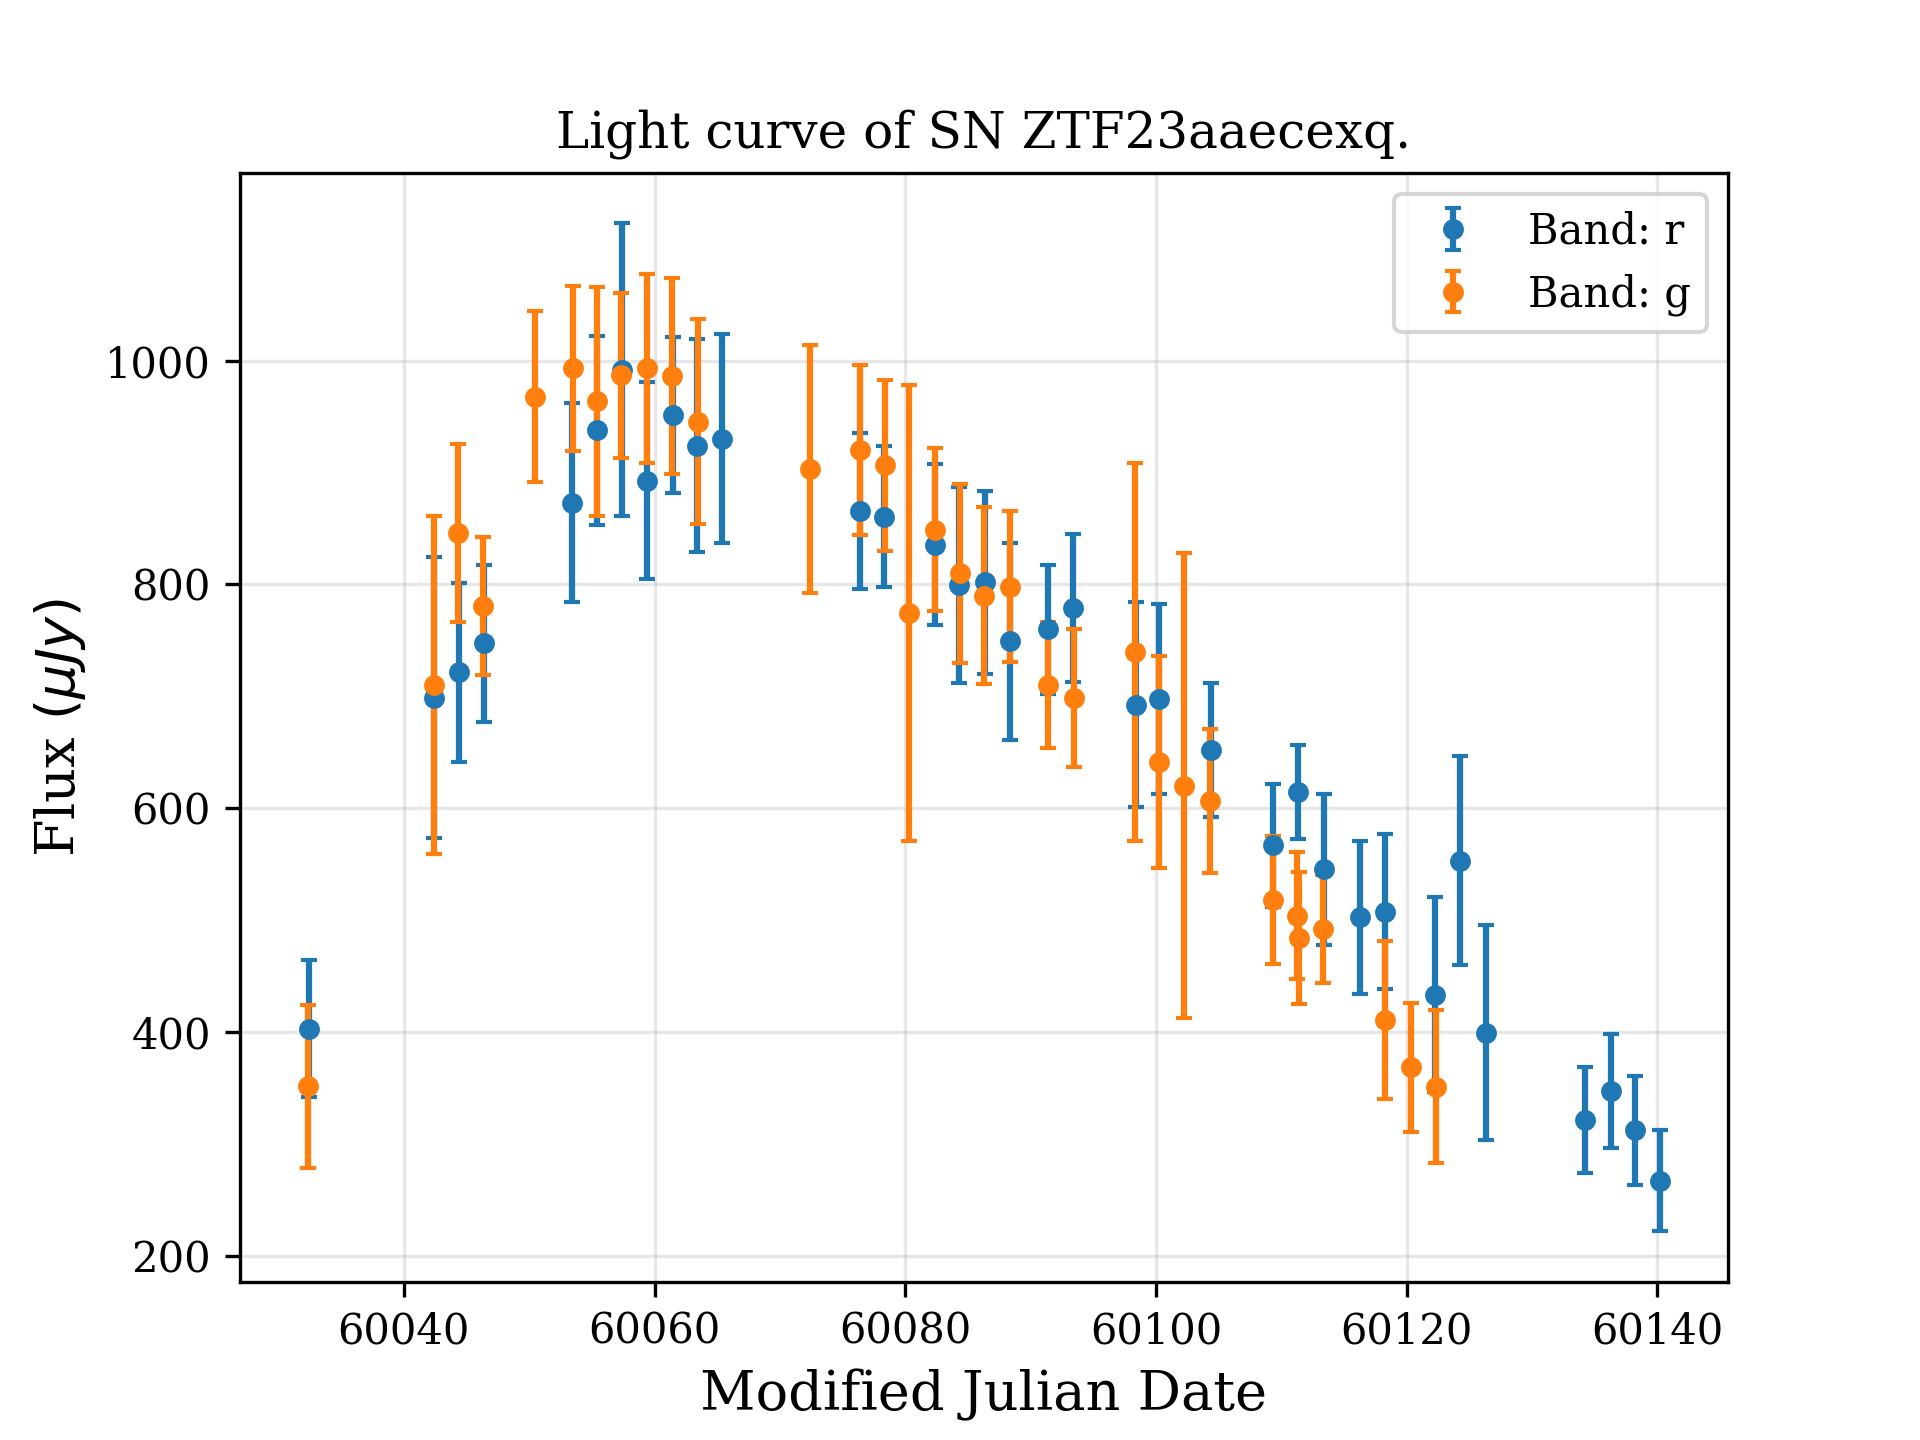 Light curve of SN ZTF23aaecexq.
Band: r
Band: g
Flux (μJy)
1000
800
600
400
200
60040 60060 60080 60100 60120 60140
Modified Julian Date